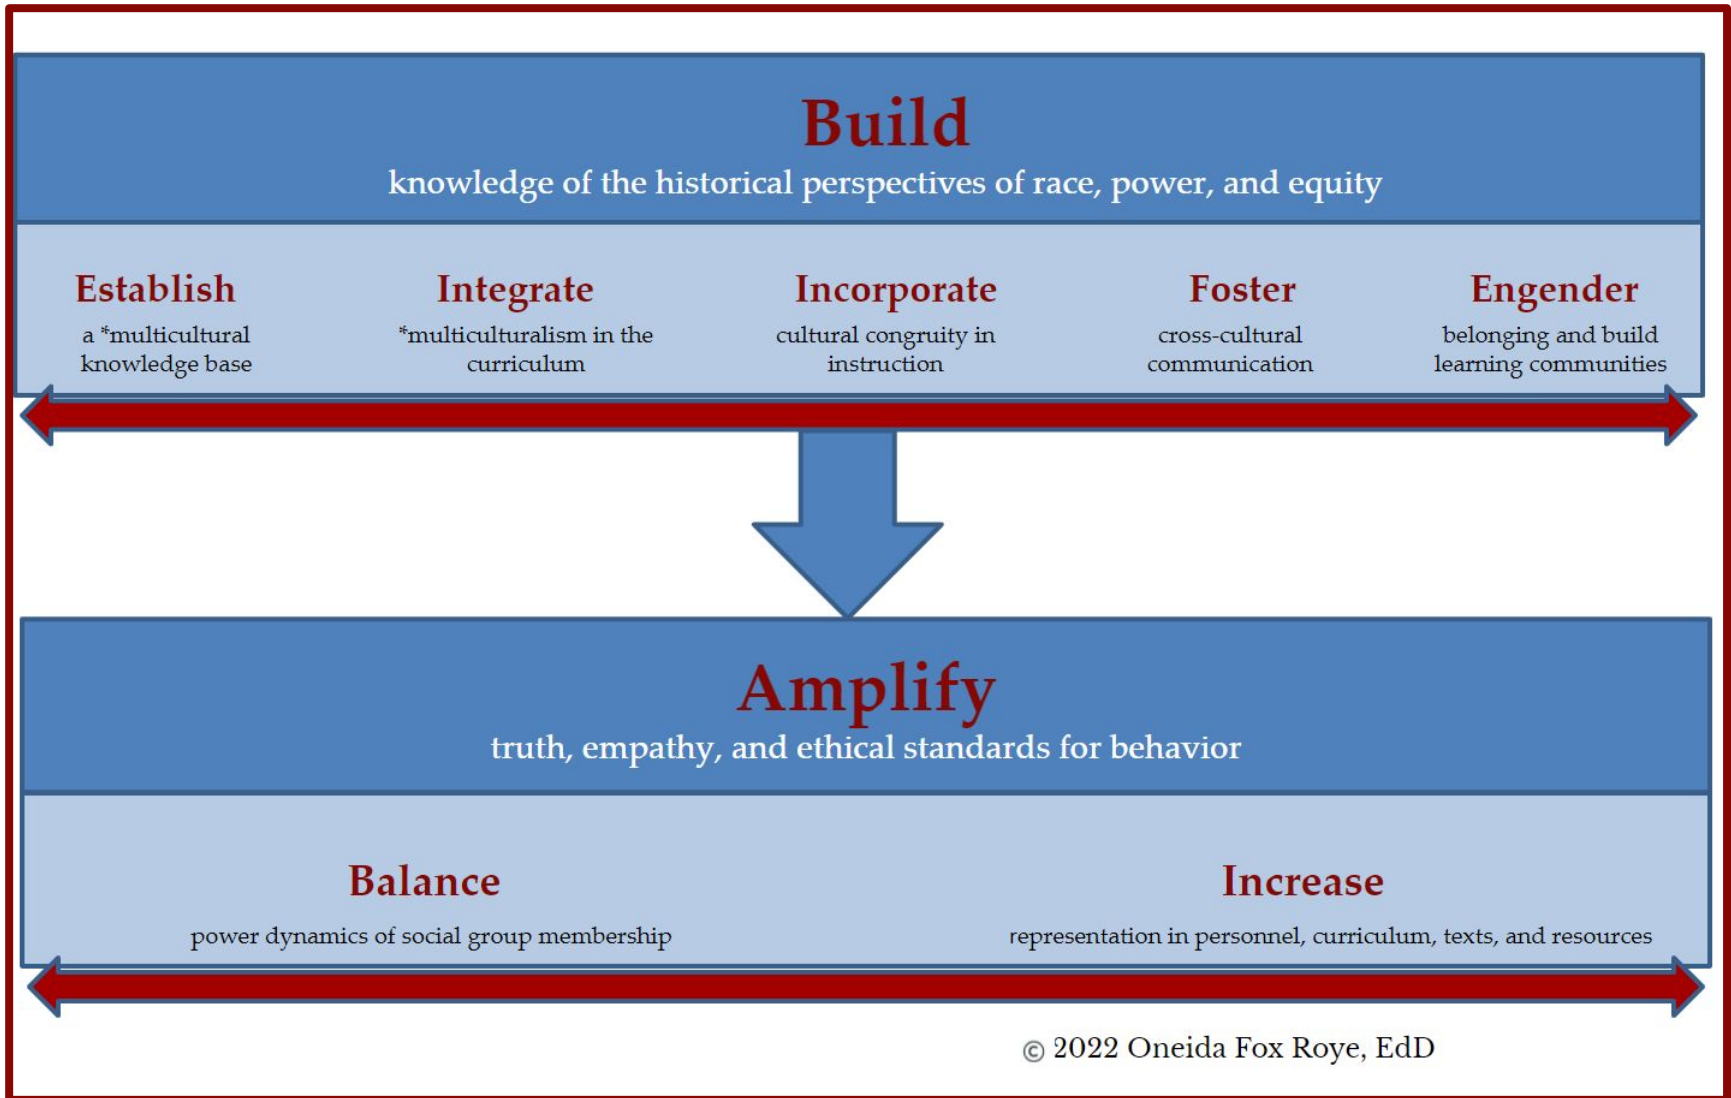 Build
knowledge of the historical perspectives of race, power, and equity
Establish
a *multicultural
knowledge base
Integrate
*multiculturalism in the
curriculum
Incorporate
cultural congruity in
instruction
Foster
cross-cultural
communication
Engender
belonging and build
learning communities
Amplify
truth, empathy, and ethical standards for behavior
Balance
power dynamics of social group membership
Increase
representation in personnel, curriculum, texts, and resources
© 2022 Oneida Fox Roye, EdD